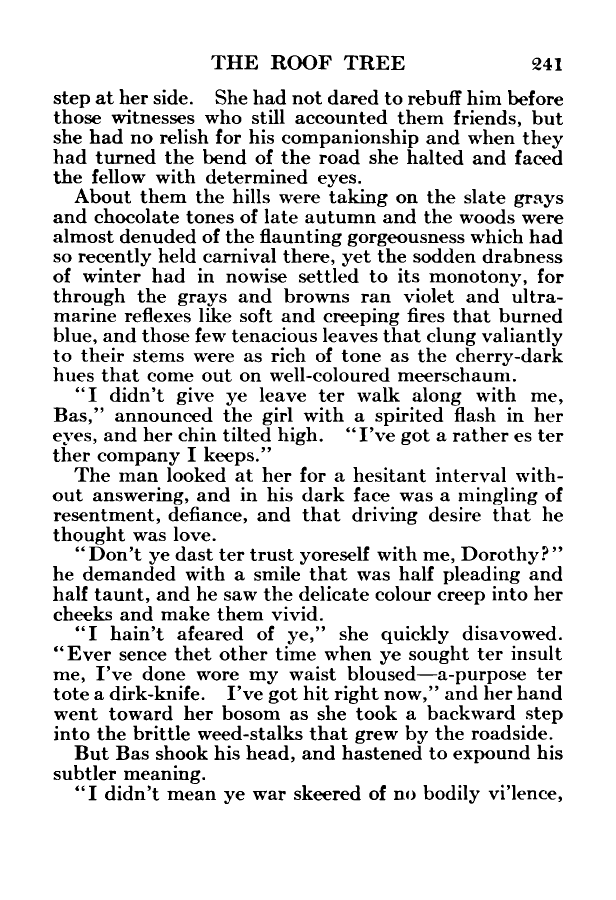 THE ROOF TREE 241
step at her side. She had not dared to rebuff him before
those witnesses who still accounted them friends, but
she had no relish for his companionship and when they
had turned the bend of the road she halted and faced
the fellow with determined eyes.
About them the hills were taking on the slate grays
and chocolate tones of late autumn and the woods were
almost denuded of the flaunting gorgeousness which had
so recently held carnival there, yet the sodden drabness
of winter had in nowise settled to its monotony, for
through the grays and browns ran violet and ultra-
marine reflexes like soft and creeping fires that burned
blue, and those few tenacious leaves that clung valiantly
to their stems were as rich of tone as the cherry-dark
hues that come out on well-coloured meerschaum.
"I didn't give ye leave ter walk along with me,
Bas," announced the girl with a spirited flash in her
eyes, and her chin tilted high. "I've got a rather es ter
ther company I keeps."
The man looked at her for a hesitant interval with-
out answering, and in his dark face was a mingling of
resentment, defiance, and that driving desire that he
thought was love.
"Don't ye dast ter trust yoreself with me, Dorothy?"
he demanded with a smile that was half pleading and
half taunt, and he saw the delicate colour creep into her
cheeks and make them vivid.
"I hain't afeared of ye," she quickly disavowed.
"Ever sence thet other time when ye sought ter insult
me, I've done wore my waist bloused—a-purpose ter
tote a dirk-knife. I've got hit right now," and her hand
went toward her bosom as she took a backward step
into the brittle weed-stalks that grew by the roadside.
But Bas shook his head, and hastened to expound his
subtler meaning.
"I didn't mean ye war skeered of no bodily vi'lence,